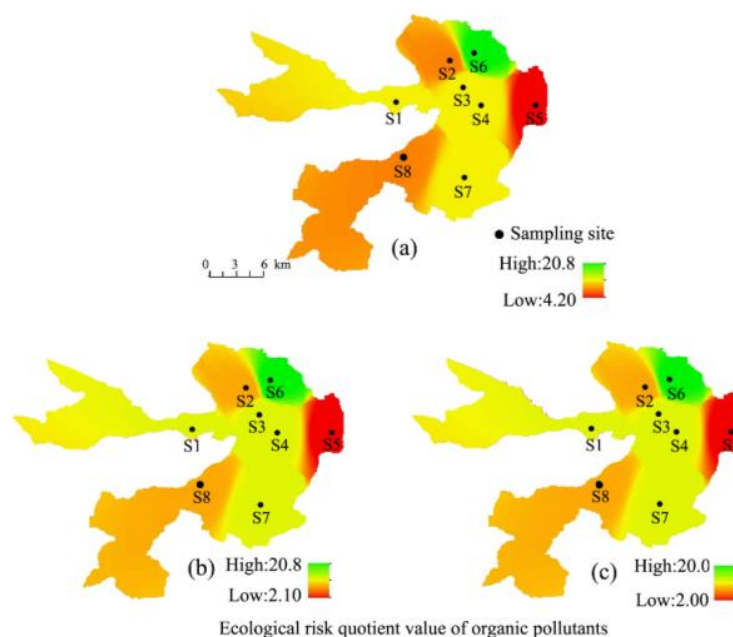 S6
S2
S3
S1
S4
S5
S8
S7
0 3 6 km
(a)
● Sampling site
High:20.8
Low:4.20
S6
S2
S3
S1
S4
S5
S8
S7
(b)
High:20.8
Low:2.10
S6
S2
S3
S1
S4
S8
S7
(c)
High:20.0
Low:2.00
Ecological risk quotient value of organic pollutants